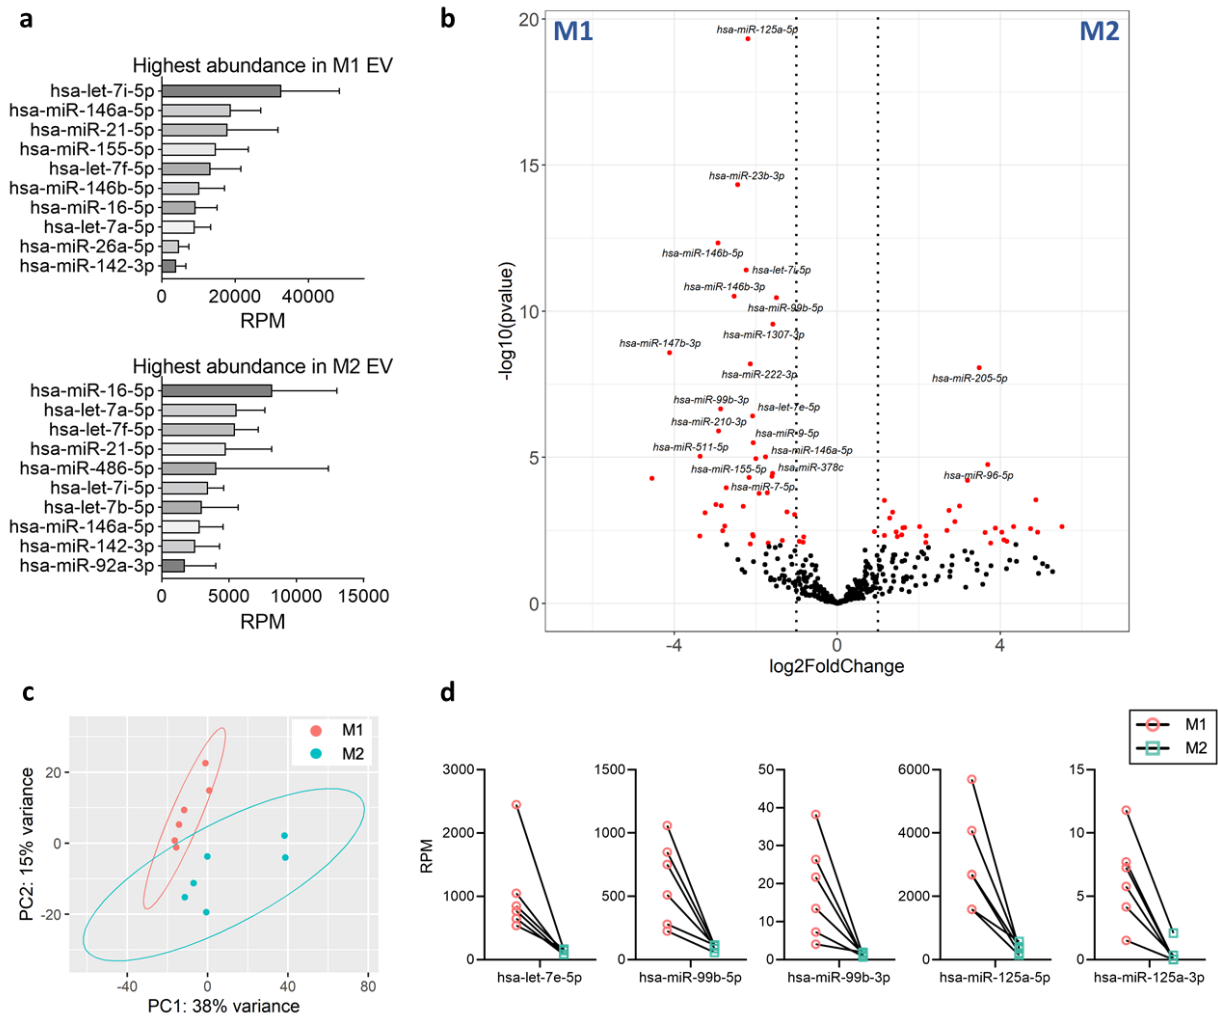 a
Highest abundance in M1 EV
hsa-let-7i-5p
hsa-miR-146a-5p
hsa-miR-21-5p
hsa-miR-155-5p
hsa-let-7f-5p
hsa-miR-146b-5p
hsa-miR-16-5p
hsa-let-7a-5p
hsa-miR-26a-5p
hsa-miR-142-3p
0 20000 40000
RPM
Highest abundance in M2 EV
hsa-miR-16-5p
hsa-let-7a-5p
hsa-let-7f-5p
hsa-miR-21-5p
hsa-miR-486-5p
hsa-let-7i-5p
hsa-let-7b-5p
hsa-miR-146a-5p
hsa-miR-142-3p
hsa-miR-92a-3p
0 5000 10000 15000
RPM
b
M1 M2
20
15
10
5
0
-log10(pvalue)
hsa-miR-125a-5p
hsa-miR-23b-3p
hsa-miR-146b-5p
hsa-let-7i-5p
hsa-miR-146b-3p
hsa-miR-99b-5p
hsa-miR-1307-3p
hsa-miR-147b-3p
hsa-miR-222-3p
hsa-miR-205-5p
hsa-miR-99b-3p
hsa-let-7e-5p
hsa-miR-210-3p
hsa-miR-9-5p
hsa-miR-511-5p
hsa-miR-146a-5p
hsa-miR-155-5p
hsa-miR-378c
hsa-miR-96-5p
hsa-miR-7-5p
-4 0 4
log2FoldChange
c
M1
M2
20
0
-20
PC2: 15% variance
-40 0 40 80
PC1: 38% variance
d
M1
M2
RPM
3000
2000
1000
0
hsa-let-7e-5p
1500
1000
500
0
hsa-miR-99b-5p
50
40
30
20
10
0
hsa-miR-99b-3p
6000
4000
2000
0
hsa-miR-125a-5p
15
10
5
0
hsa-miR-125a-3p